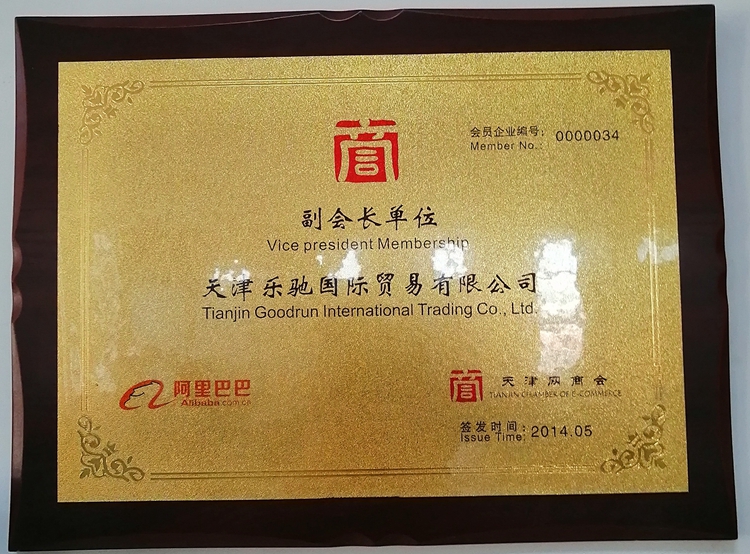 会员企业编号: 0000034
Member No.:
副会长单位
Vice president Membership
天津乐驰国际贸易有限公司
Tianjin Goodrun International Trading Co., Ltd.
阿里巴巴
Alibaba.com.cn
天津网商会
TIANJIN CHAMBER OF E-COMMERCE
签发时间: 2014.05
Issue Time: